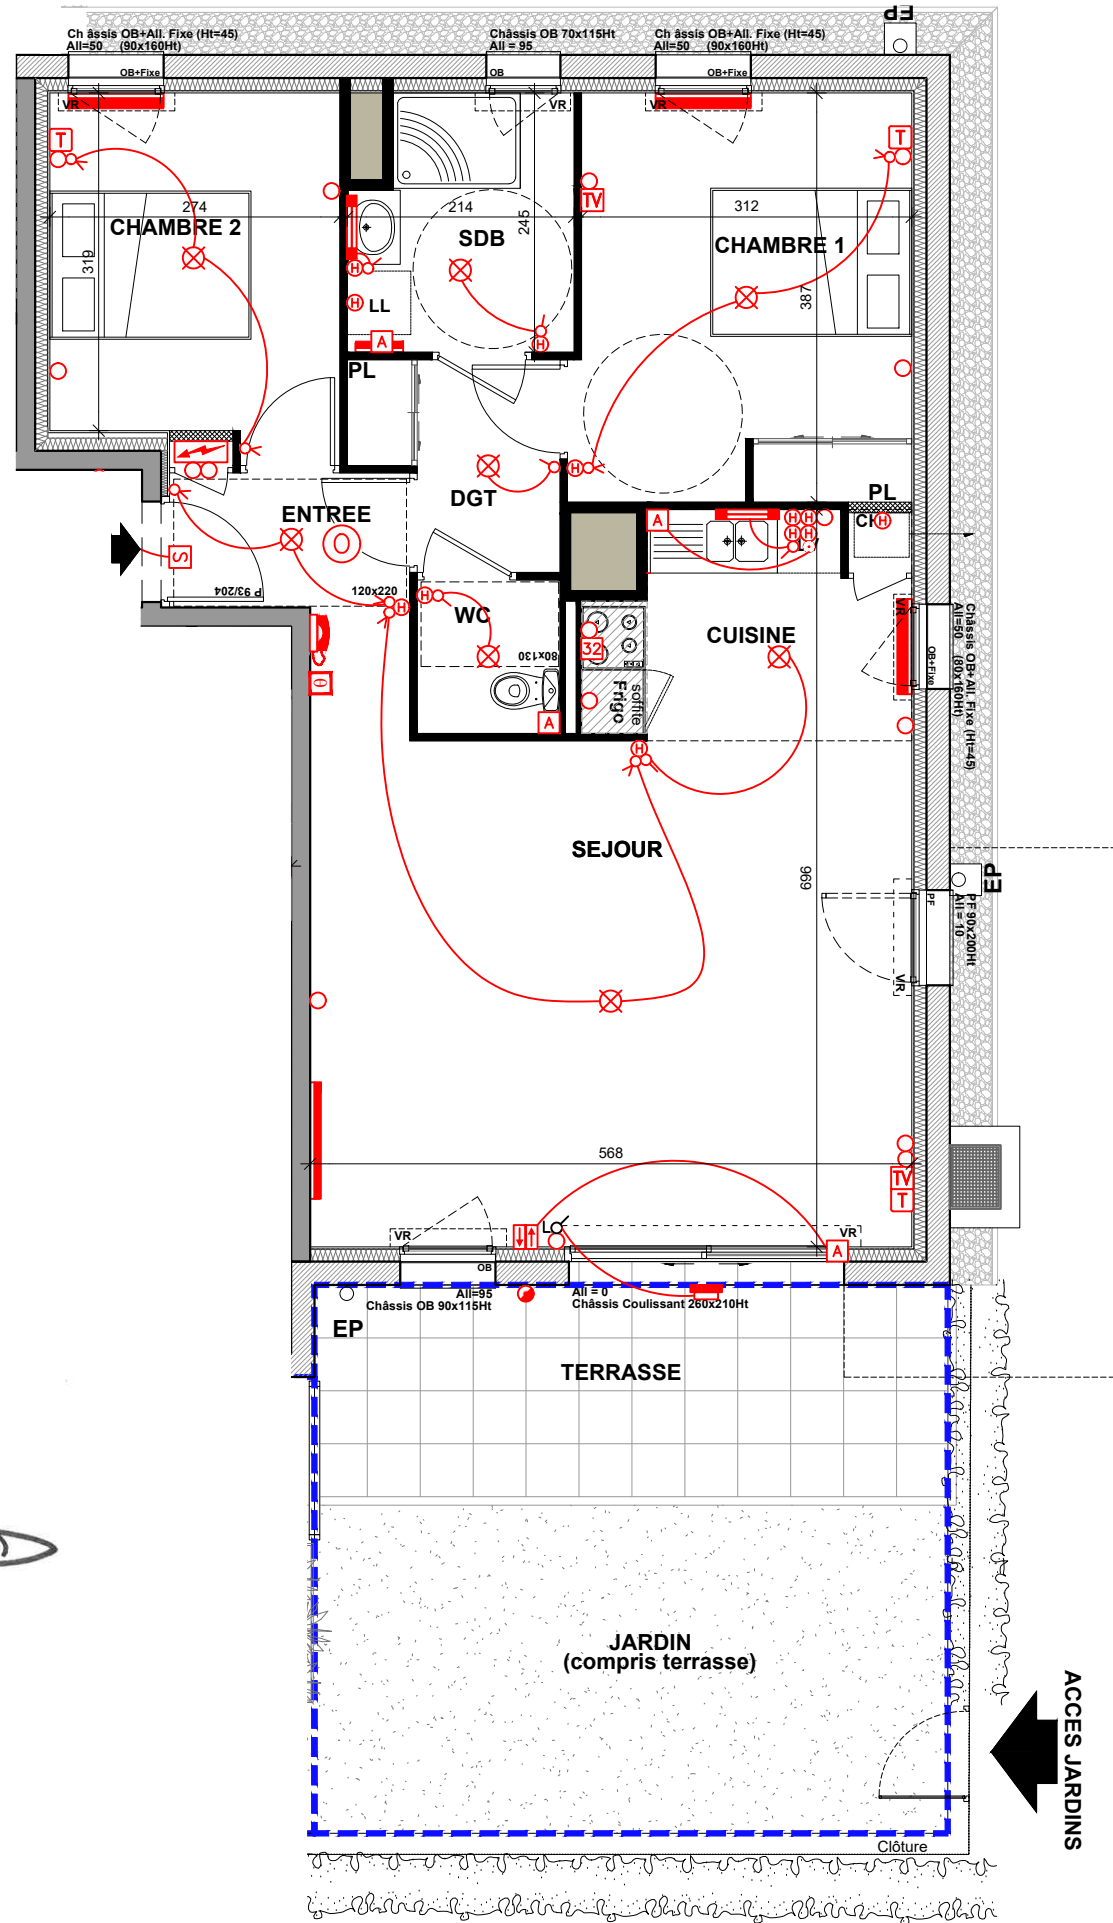 EP
Ch âssis OB+All. Fixe (Ht=45)
All=50 (90x160Ht)
Châssis OB 70x115Ht
All = 95
Ch âssis OB+All. Fixe (Ht=45)
All=50 (90x160Ht)
OB+Fixe
OB
OB+Fixe
VR
VR
VR
T
T
TV
274
214
312
CHAMBRE 2
SDB
CHAMBRE 1
319
245
387
H
H
LL
A
H
PL
H
DGT
PL
ENTREE
A
H H
H H
H
S
P 93/204
120x220
H
H
WC
80x130
A
32
Frigo
soffite
CUISINE
VR
OB+Fixe
Châssis OB+All. Fixe (Ht=45)
All=50 (80x160Ht)
θ
H
SEJOUR
696
EP
PF
PF 90x200Ht
All = 10
VR
568
TV
T
VR
L
VR
A
OB
All=95
Châssis OB 90x115Ht
All = 0
Châssis Coulissant 260x210Ht
EP
TERRASSE
JARDIN
(compris terrasse)
ACCES JARDINS
Clôture